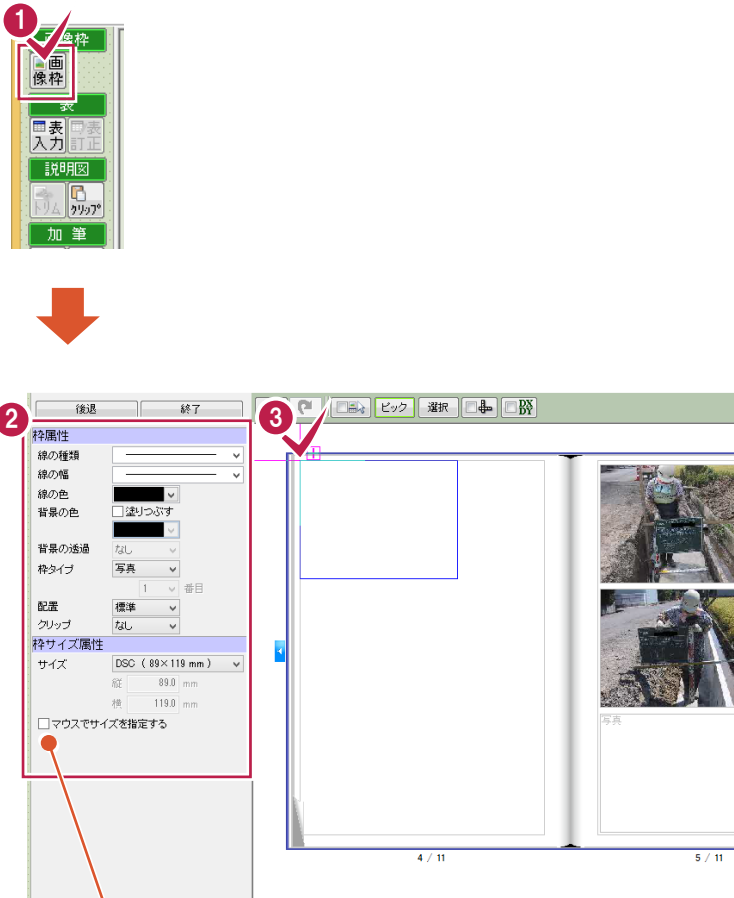 1
画像枠
画
像枠
表
表
入力
表
訂正
説明図
トリム
クリップ
加 筆
2
後退
終了
3
ピック
選択
DX
DY
枠属性
線の種類
線の幅
線の色
背景の色 塗りつぶす
背景の透過 なし
枠タイプ 写真
1 番目
配置 標準
クリップ なし
枠サイズ属性
サイズ DSC ( 89×119 mm )
縦 89.0 mm
横 119.0 mm
マウスでサイズを指定する
写真
4 / 11
5 / 11